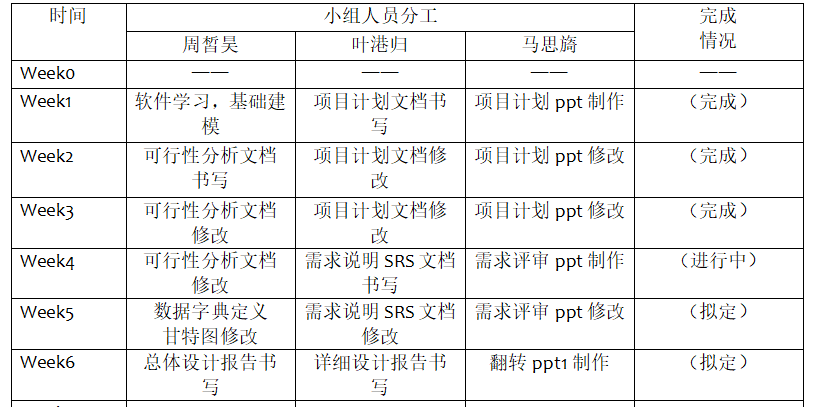 时间 小组人员分工 完成
情况
周晳昊 叶港归 马思旖
Week0 —— —— —— ——
Week1 软件学习，基础建 项目计划文档书 项目计划 ppt 制作 （完成）
模 写
Week2 可行性分析文档 项目计划文档修 项目计划 ppt 修改 （完成）
书写 改
Week3 可行性分析文档 项目计划文档修 项目计划 ppt 修改 （完成）
修改 改
Week4 可行性分析文档 需求说明 SRS 文档 需求评审 ppt 制作 （进行中）
修改 书写
Week5 数据字典定义 需求说明 SRS 文档 需求评审 ppt 修改 （拟定）
甘特图修改 修改
Week6 总体设计报告书 详细设计报告书 翻转 ppt1 制作 （拟定）
写 写